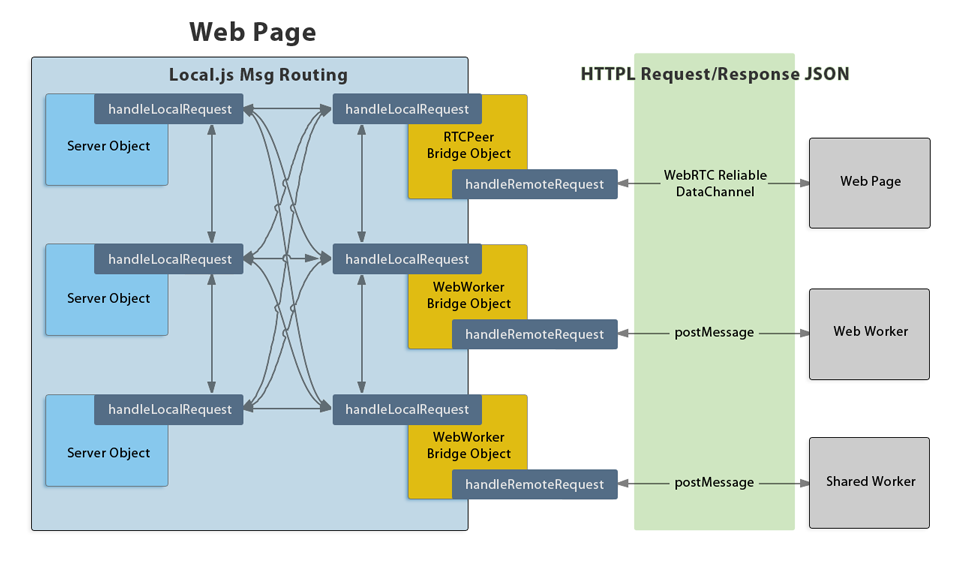 Web Page
Local.js Msg Routing
HTTPL Request/Response JSON
handleLocalRequest
handleLocalRequest
Server Object
RTCPeer
Bridge Object
handleRemoteRequest
WebRTC Reliable
DataChannel
Web Page
handleLocalRequest
handleLocalRequest
Server Object
WebWorker
Bridge Object
handleRemoteRequest
postMessage
Web Worker
handleLocalRequest
handleLocalRequest
Server Object
WebWorker
Bridge Object
handleRemoteRequest
postMessage
Shared Worker